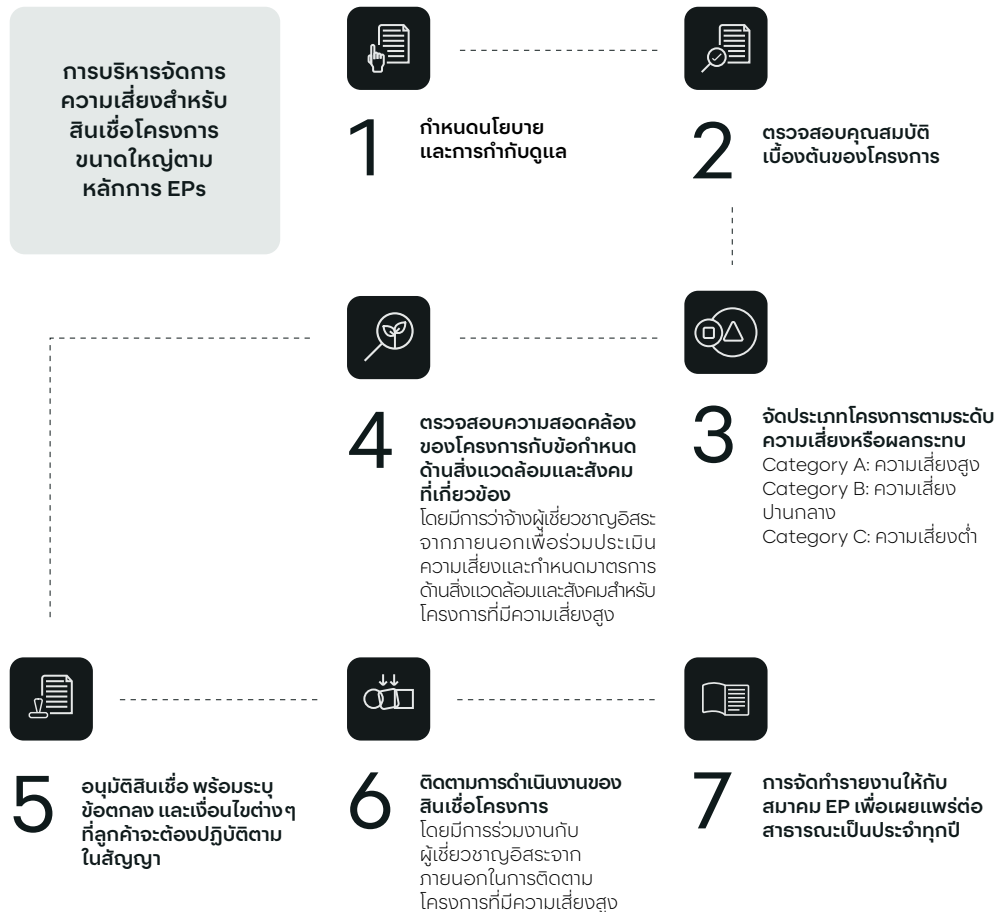 การบริหารจัดการ
ความเสี่ยงสำหรับ
สินเชื่อโครงการ
ขนาดใหญ่ตาม
หลักการ EPs
1
กำหนดนโยบาย
และการกำกับดูแล
2
ตรวจสอบคุณสมบัติ
เบื้องต้นของโครงการ
3
จัดประเภทโครงการตามระดับ
ความเสี่ยงหรือผลกระทบ
Category A: ความเสี่ยงสูง
Category B: ความเสี่ยง
ปานกลาง
Category C: ความเสี่ยงต่ำ
4
ตรวจสอบความสอดคล้อง
ของโครงการกับข้อกำหนด
ด้านสิ่งแวดล้อมและสังคม
ที่เกี่ยวข้อง
โดยมีการว่าจ้างผู้เชี่ยวชาญอิสระ
จากภายนอกเพื่อร่วมประเมิน
ความเสี่ยงและกำหนดมาตรการ
ด้านสิ่งแวดล้อมและสังคมสำหรับ
โครงการที่มีความเสี่ยงสูง
5
อนุมัติสินเชื่อ พร้อมระบุ
ข้อตกลง และเงื่อนไขต่างๆ
ที่ลูกค้าจะต้องปฏิบัติตาม
ในสัญญา
6
ติดตามการดำเนินงานของ
สินเชื่อโครงการ
โดยมีการร่วมงานกับ
ผู้เชี่ยวชาญอิสระจาก
ภายนอกในการติดตาม
โครงการที่มีความเสี่ยงสูง
7
การจัดทำรายงานให้กับ
สมาคม EP เพื่อเผยแพร่ต่อ
สาธารณะเป็นประจำทุกปี